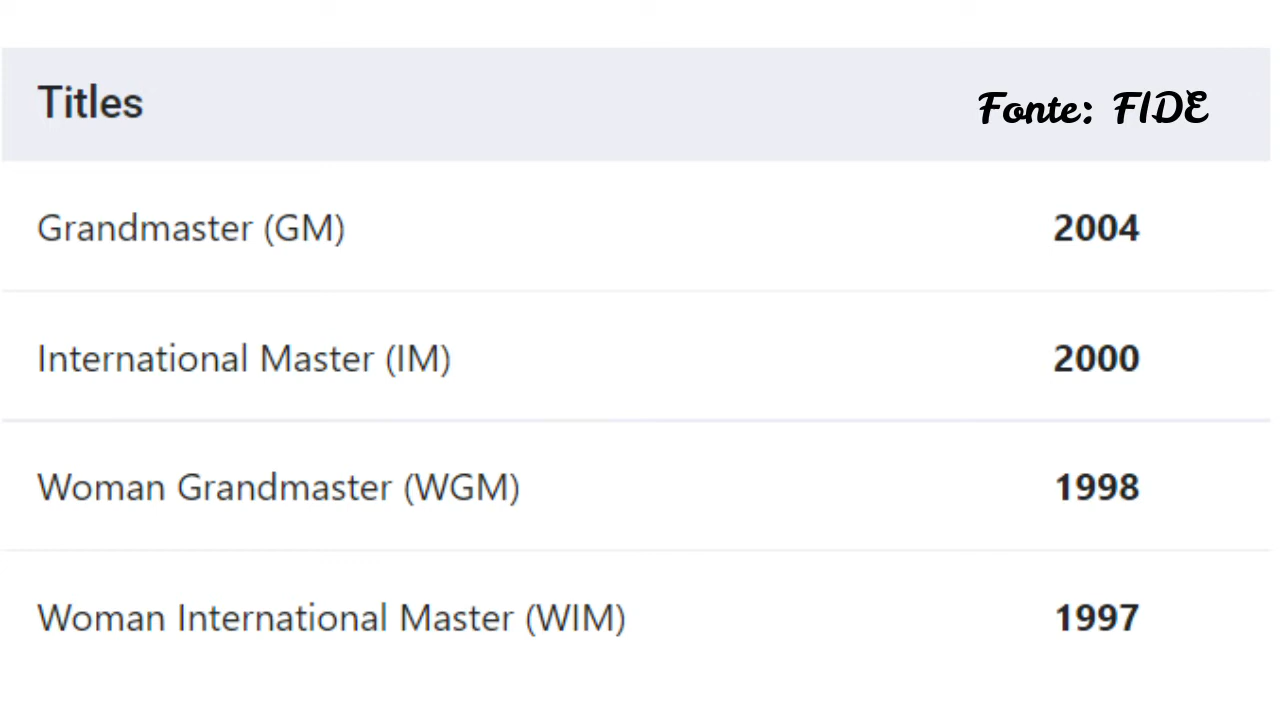 Titles Fonte: FIDE
Grandmaster (GM) 2004
International Master (IM) 2000
Woman Grandmaster (WGM) 1998
Woman International Master (WIM) 1997